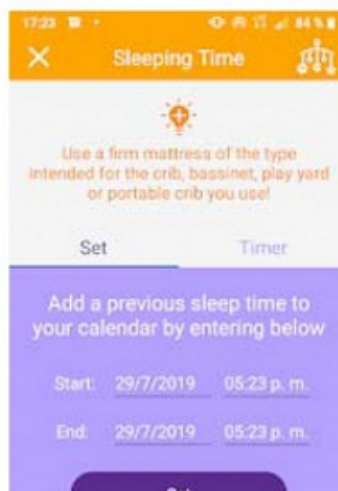 17:23 84 %
Sleeping Time
Use a firm mattress of the type
intended for the crib, bassinet, play yard
or portable crib you use!
Set Timer
Add a previous sleep time to
your calendar by entering below
Start: 29/7/2019 05:23 p. m.
End: 29/7/2019 05:23 p. m.